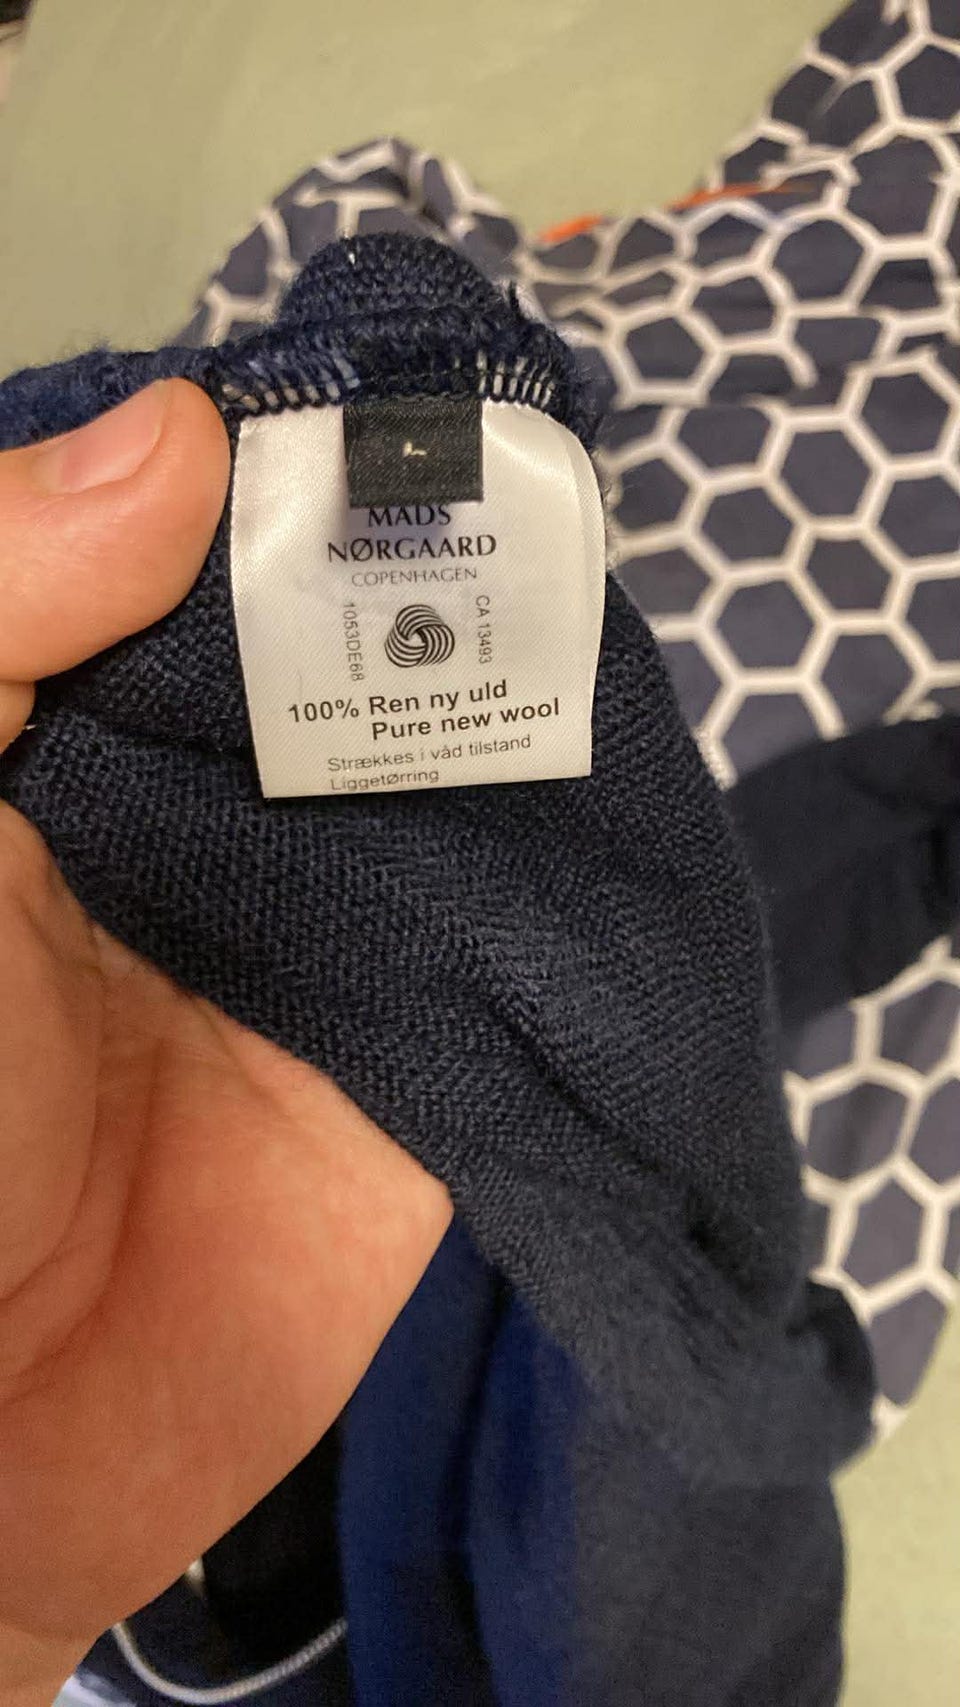 L
MADS
NØRGAARD
COPENHAGEN
1053DE68
CA 13493
100% Ren ny uld
Pure new wool
Strækkes i våd tilstand
Liggetørring